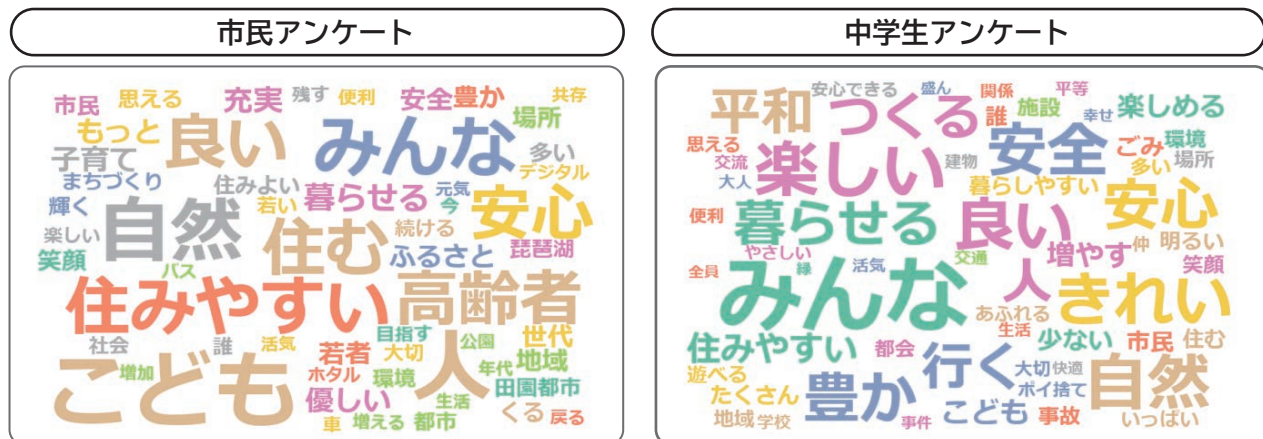 市民アンケート
市民 思える 充実 残す 便利 安全 豊か 共存
もっと 良い みんな 場所
子育て 多い
まちづくり 住みよい 暮らせる 元気 デジタル
輝く 自然 若い 今 安心
楽しい 住む 続ける ふるさと 琵琶湖
笑顔 バス
住みやすい 高齢者
社会 誰 活気 目指す 公園 世代
こども 増加 若者 大切 人 年代 地域
ホタル 環境 田園都市
優しい 生活 くる 戻る
車 増える 都市
中学生アンケート
平和 安心できる 盛ん 関係 平等
つくる 誰 施設 幸せ 楽しめる
思える 楽しい 建物 安全 ごみ 環境
交流 多い 場所
大人 暮らしやすい 安心
便利 暮らせる 良い 仲 明るい
やさしい 交通 増やす
全員 緑 活気 笑顔
みんな 人 きれい
あふれる
住みやすい 都会 生活 少ない 市民 住む
遊べる 豊か 行く 大切 快適 自然
たくさん ポイ捨て
地域 学校 事件 こども 事故 いっぱい